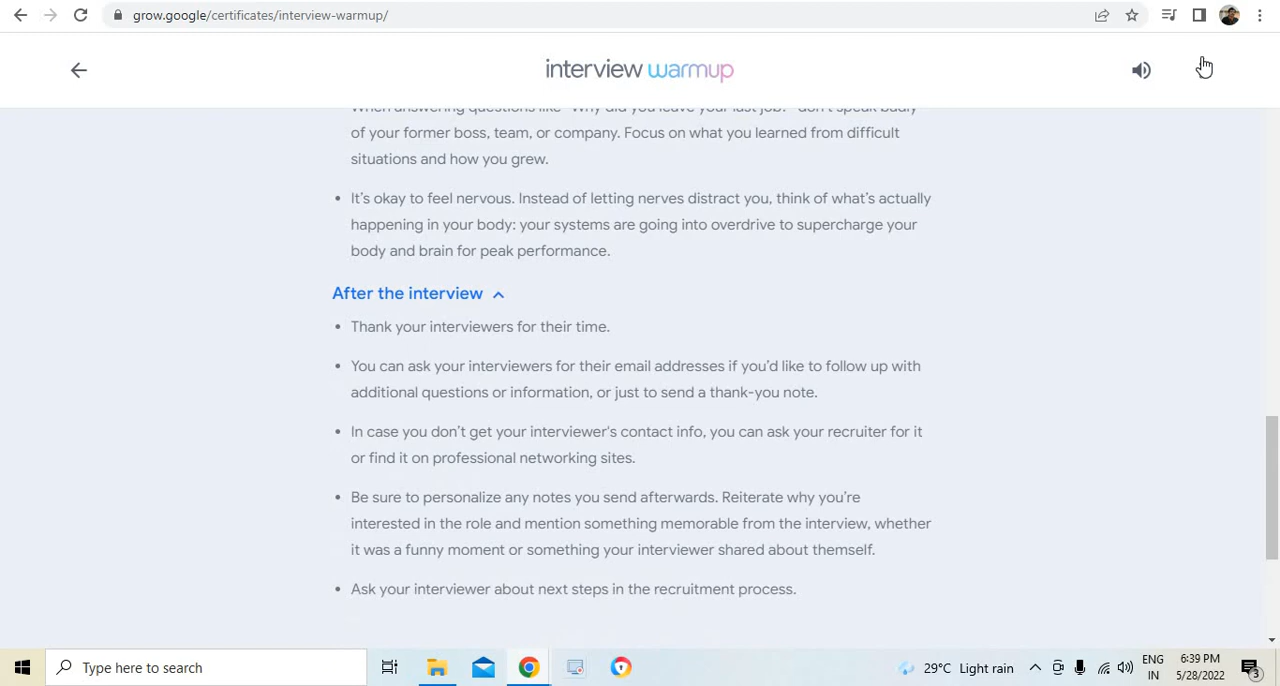 grow.google/certificates/interview-warmup/
interview warmup
When answering questions like "Why did you leave your last job?" don't speak badly
of your former boss, team, or company. Focus on what you learned from difficult
situations and how you grew.
• It's okay to feel nervous. Instead of letting nerves distract you, think of what's actually
happening in your body: your systems are going into overdrive to supercharge your
body and brain for peak performance.
After the interview
• Thank your interviewers for their time.
• You can ask your interviewers for their email addresses if you'd like to follow up with
additional questions or information, or just to send a thank-you note.
• In case you don't get your interviewer's contact info, you can ask your recruiter for it
or find it on professional networking sites.
• Be sure to personalize any notes you send afterwards. Reiterate why you're
interested in the role and mention something memorable from the interview, whether
it was a funny moment or something your interviewer shared about themself.
• Ask your interviewer about next steps in the recruitment process.
Type here to search
29°C Light rain
ENG
IN
6:39 PM
5/28/2022
3